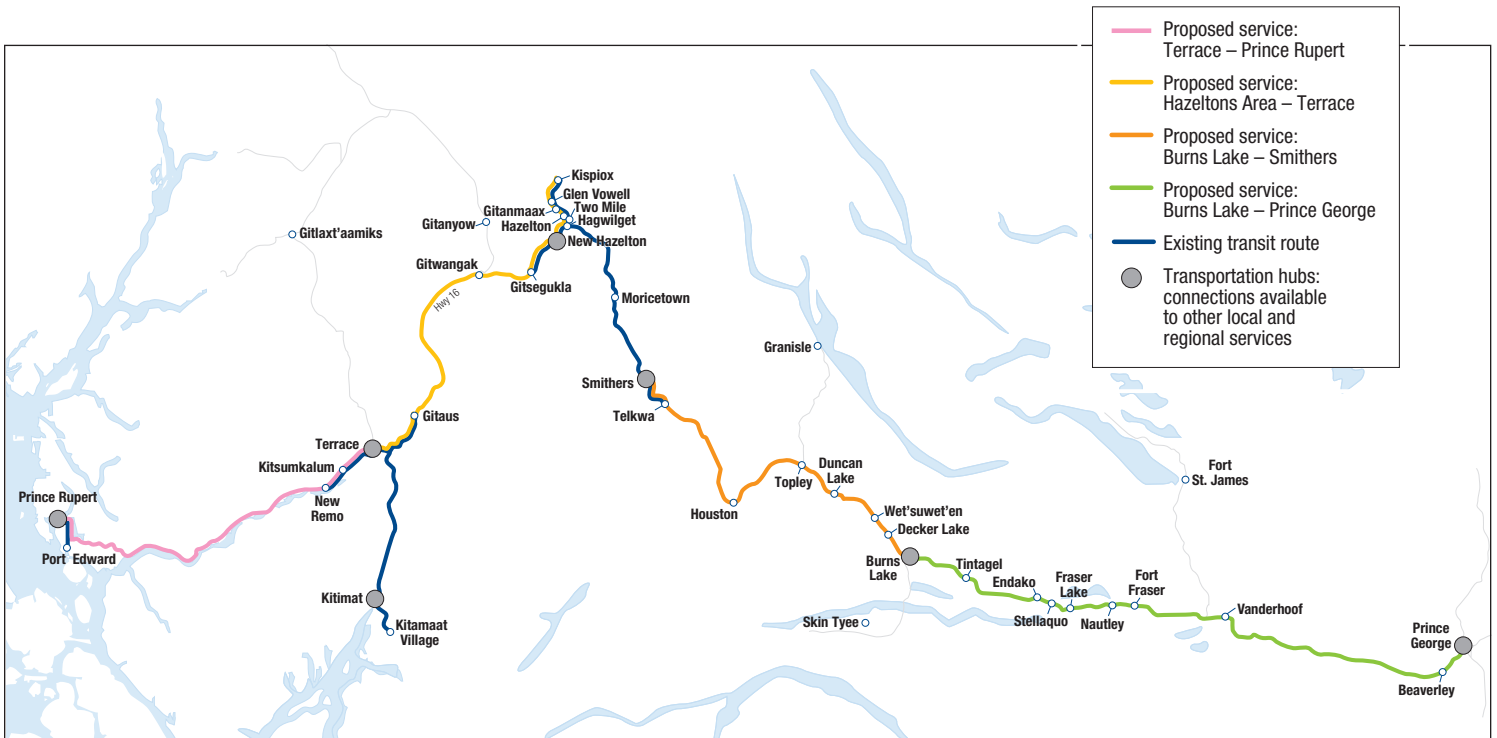 Proposed service:
Terrace – Prince Rupert
Proposed service:
Hazeltons Area – Terrace
Proposed service:
Burns Lake – Smithers
Proposed service:
Burns Lake – Prince George
Existing transit route
Transportation hubs:
connections available
to other local and
regional services
Kispiox
Glen Vowell
Gitanmaax
Two Mile
Hazelton
Hagwilget
New Hazelton
Gitanyow
Gitlaxt'aamiks
Gitwangak
Gitsegukla
Hwy 16
Moricetown
Granisle
Smithers
Telkwa
Gitaus
Terrace
Kitsumkalum
New
Remo
Prince Rupert
Port Edward
Kitimat
Kitamaat
Village
Houston
Topley
Duncan
Lake
Wet'suwet'en
Decker Lake
Burns
Lake
Skin Tyee
Tintagel
Endako
Stellaquo
Fraser
Lake
Nautley
Fort
Fraser
Fort
St. James
Vanderhoof
Prince
George
Beaverley